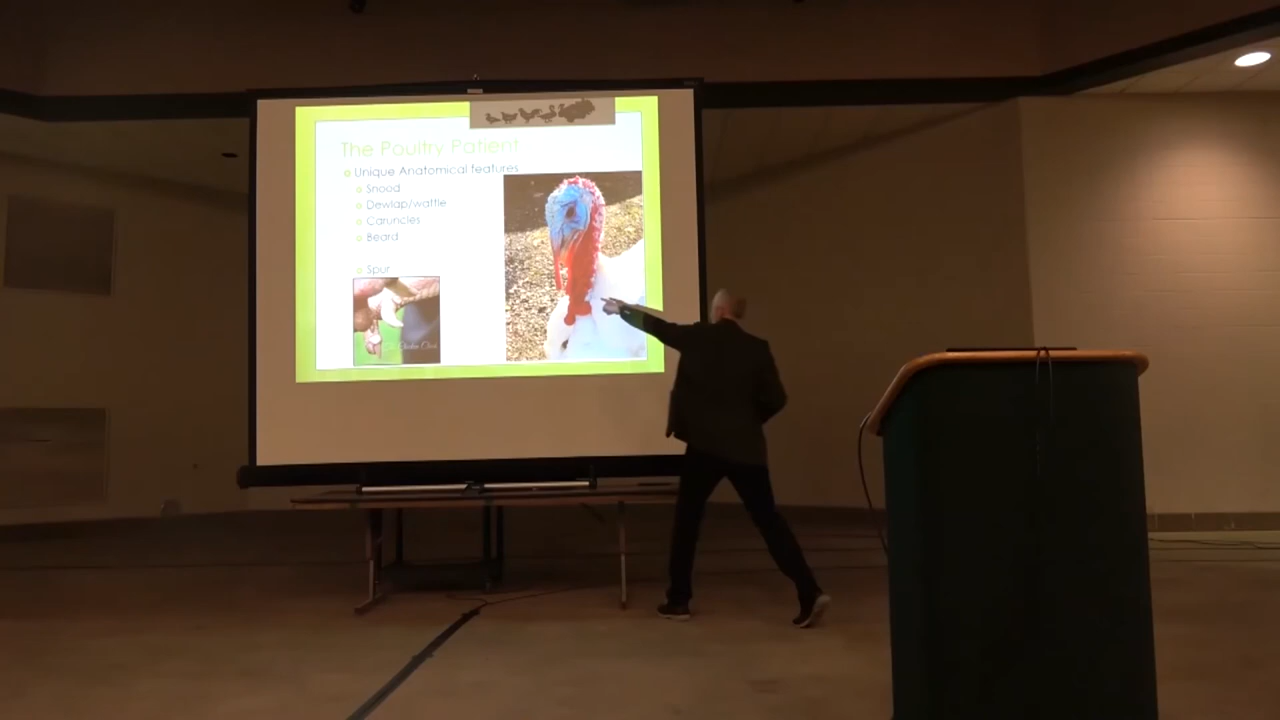 The Poultry Patient
Unique Anatomical features
Snood
Dewlap/wattle
Caruncles
Beard
Spur